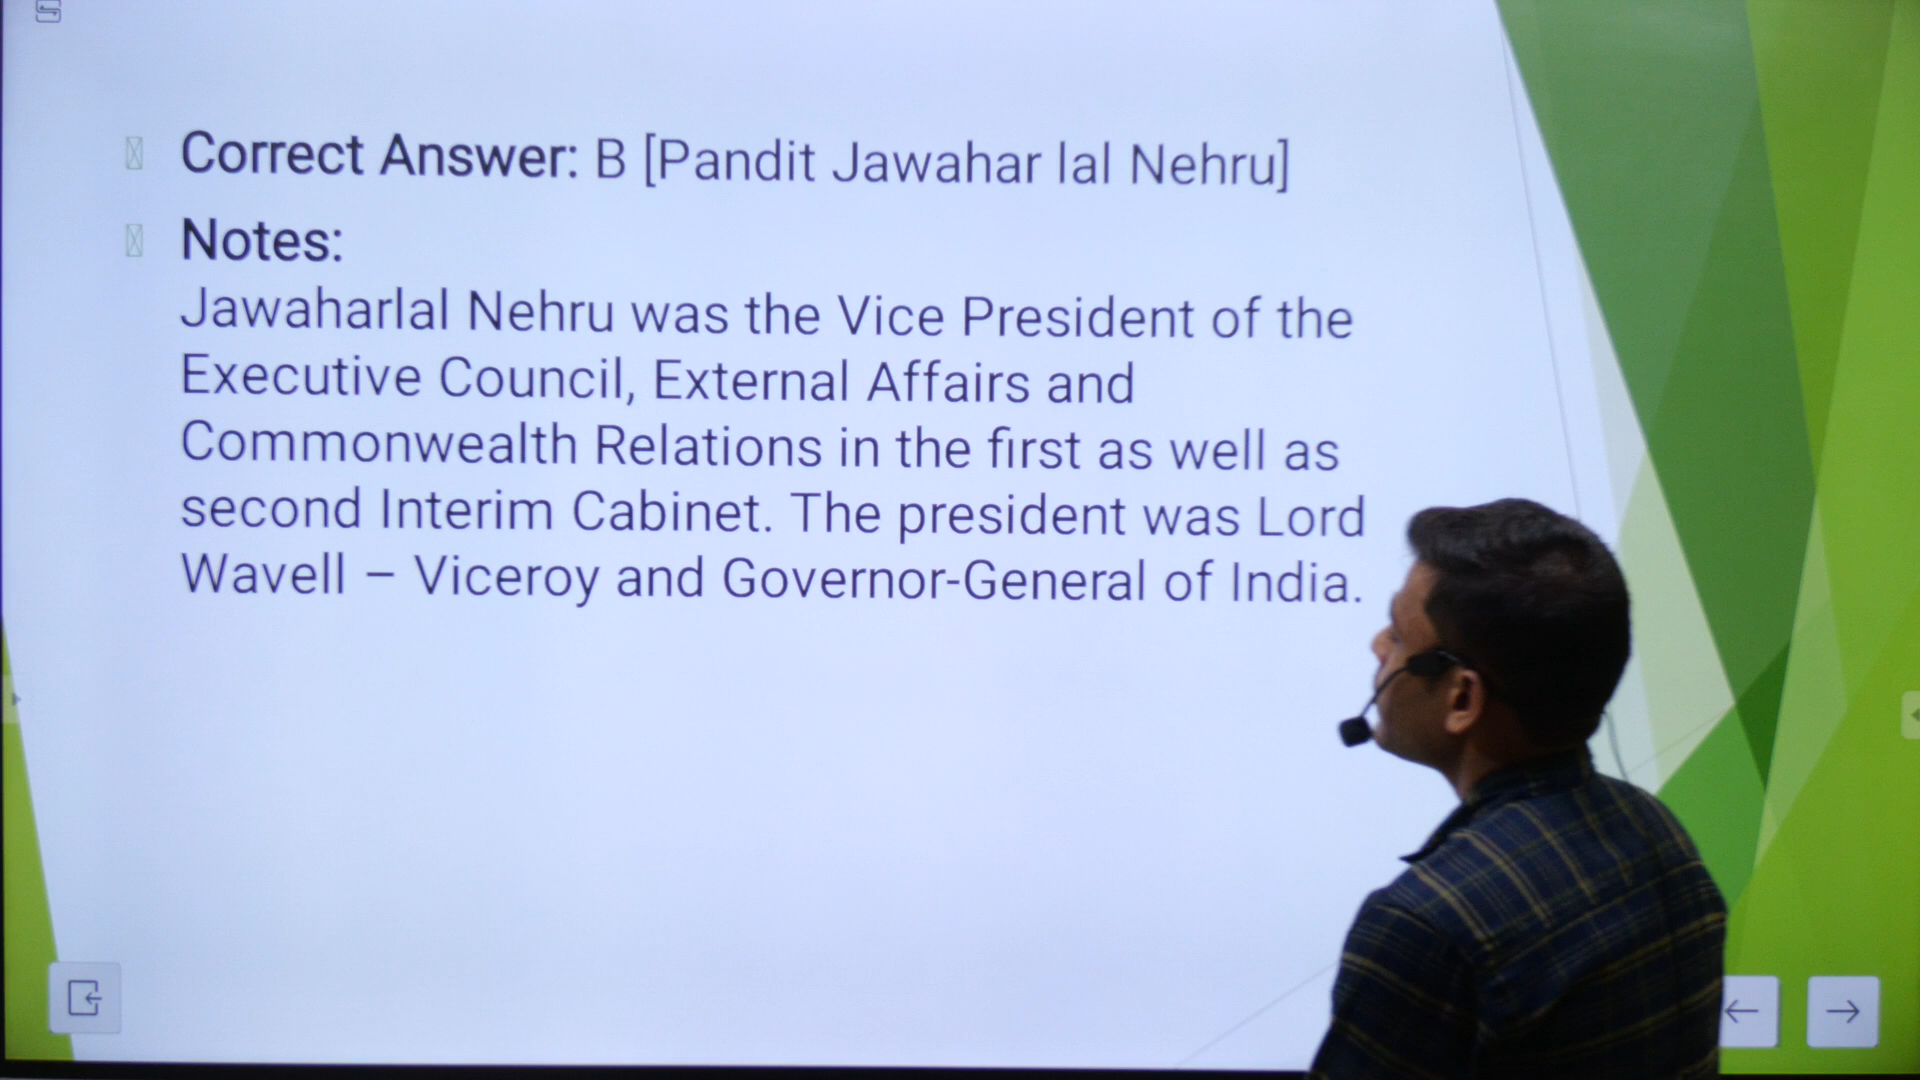 Correct Answer: B [Pandit Jawahar lal Nehru]
Notes:
Jawaharlal Nehru was the Vice President of the
Executive Council, External Affairs and
Commonwealth Relations in the first as well as
second Interim Cabinet. The president was Lord
Wavell – Viceroy and Governor-General of India.